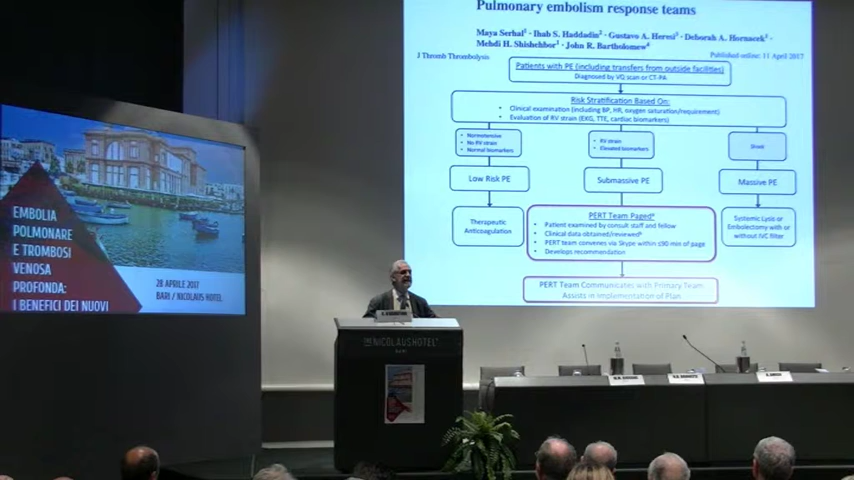 Pulmonary embolism response teams
Maya Serhal¹ · Ihab S. Haddadin² · Gustavo A. Heresi³ · Deborah A. Hornacek¹ ·
Mehdi H. Shishehbor¹ · John R. Bartholomew⁴
J Thromb Thrombolysis
Published online: 11 April 2017
Patients with PE (including transfers from outside facilities)
Diagnosed by VQ scan or CT-PA
Risk Stratification Based On:
• Clinical examination (including BP, HR, oxygen saturation/requirement)
• Evaluation of RV strain (EKG, TTE, cardiac biomarkers)
• Normotensive
• No RV strain
• Normal biomarkers
• RV strain
• Elevated biomarkers
Shock
Low Risk PE
Submassive PE
Massive PE
Therapeutic
Anticoagulation
PERT Team Paged
• Patient examined by consult staff and fellow
• Clinical data obtained/reviewed
• PERT team convenes via Skype within ≤90 min of page
• Develops recommendation
Systemic Lysis or
Embolectomy with or
without IVC filter
PERT Team Communicates with Primary Team
Assists in Implementation of Plan
EMBOLIA
POLMONARE
E TROMBOSI
VENOSA
PROFONDA:
I BENEFICI DEI NUOVI
28 APRILE 2017
BARI / NICOLAUS HOTEL
THE NICOLAUS HOTEL
BARI